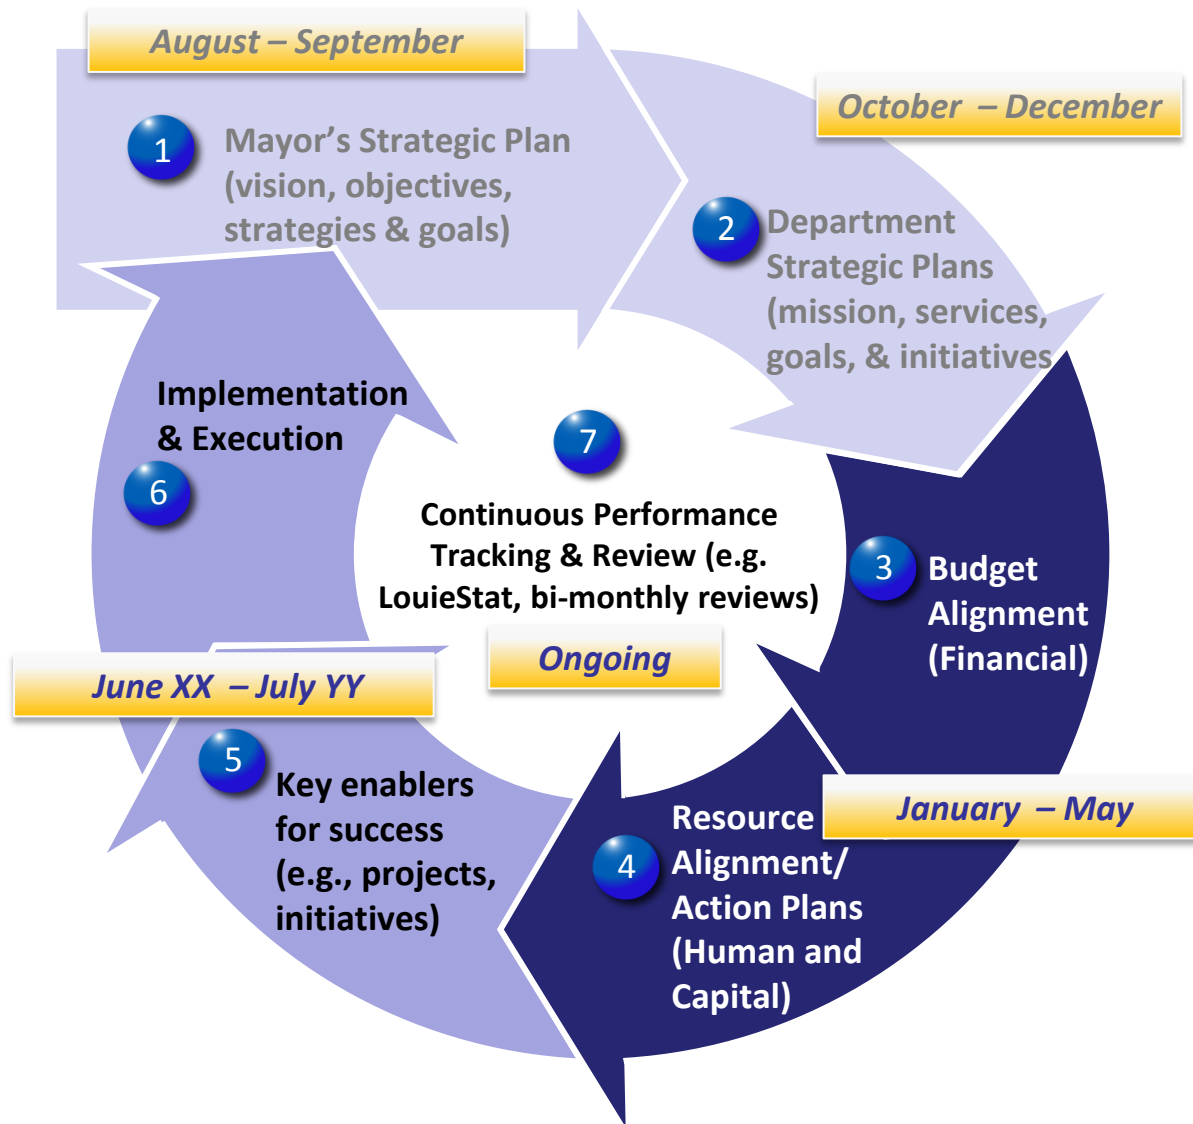 August – September
1
Mayor’s Strategic Plan
(vision, objectives,
strategies & goals)
October – December
2
Department
Strategic Plans
(mission, services,
goals, & initiatives
3
Budget
Alignment
(Financial)
January – May
4
Resource
Alignment/
Action Plans
(Human and
Capital)
5
Key enablers
for success
(e.g., projects,
initiatives)
June XX – July YY
6
Implementation
& Execution
7
Continuous Performance
Tracking & Review (e.g.
LouieStat, bi-monthly reviews)
Ongoing